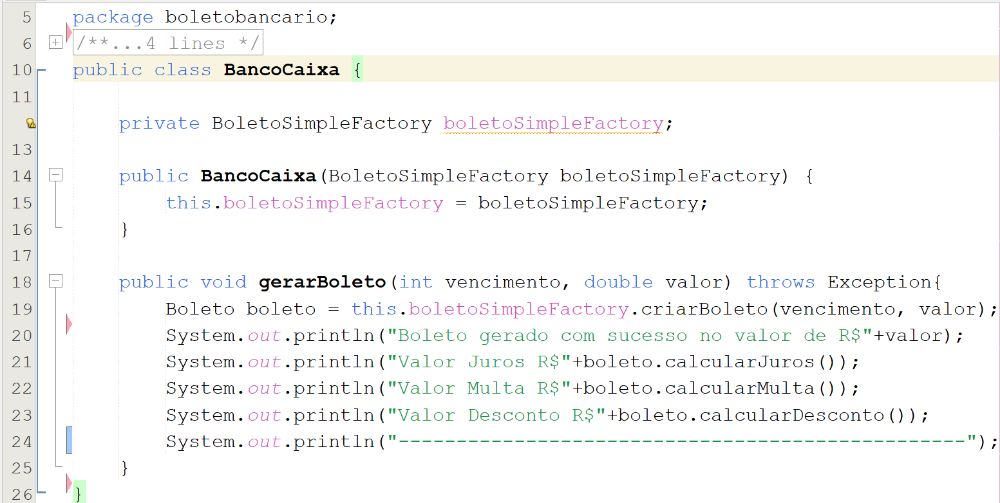 5 package boletobancario;
6 /**...4 lines */
10 public class BancoCaixa {
11
private BoletoSimpleFactory boletoSimpleFactory;
13
14 public BancoCaixa(BoletoSimpleFactory boletoSimpleFactory) {
15 this.boletoSimpleFactory = boletoSimpleFactory;
16 }
17
18 public void gerarBoleto(int vencimento, double valor) throws Exception{
19 Boleto boleto = this.boletoSimpleFactory.criarBoleto(vencimento, valor);
20 System.out.println("Boleto gerado com sucesso no valor de R$"+valor);
21 System.out.println("Valor Juros R$"+boleto.calcularJuros());
22 System.out.println("Valor Multa R$"+boleto.calcularMulta());
23 System.out.println("Valor Desconto R$"+boleto.calcularDesconto());
24 System.out.println("-------------------------------------------------");
25 }
26 }